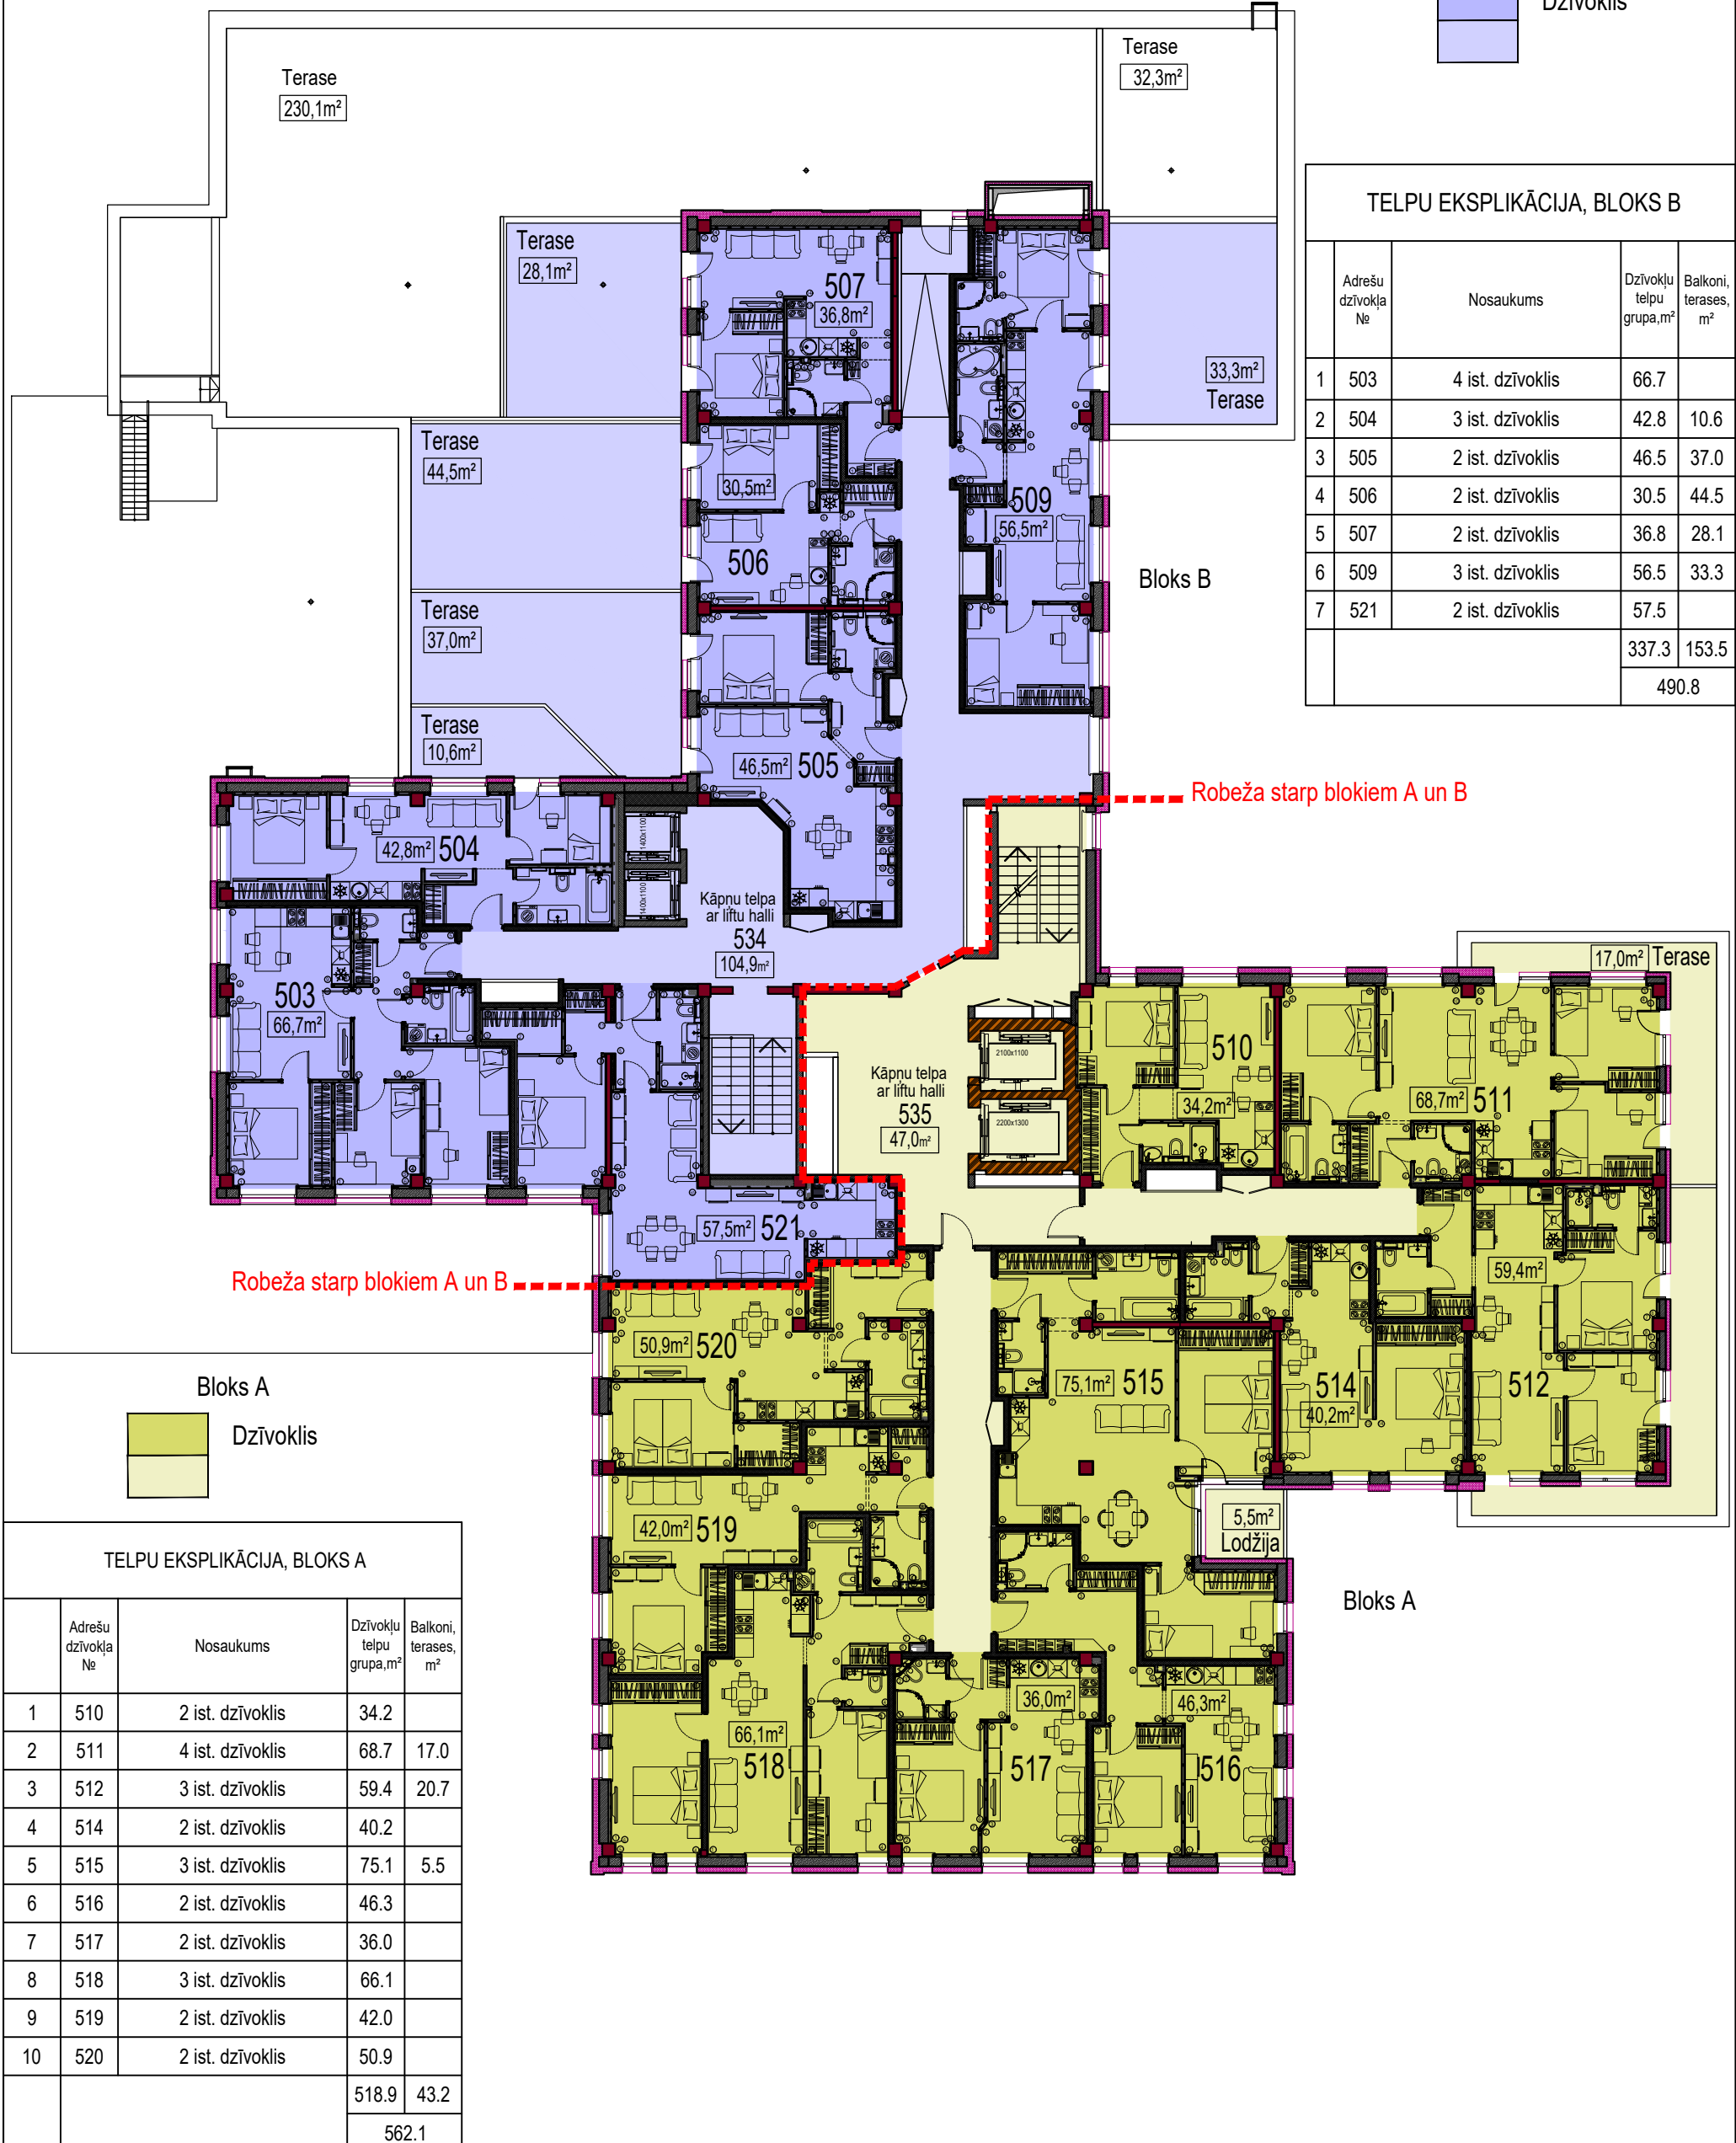 Dzīvoklis
Terase
230,1m²
Terase
32,3m²
Terase
28,1m²
507
36,8m²
33,3m²
Terase
Terase
44,5m²
30,5m²
506
509
56,5m²
Bloks B
Terase
37,0m²
Terase
10,6m²
46,5m² 505
42,8m² 504
1400x1100
1400x1100
Kāpņu telpa
ar liftu halli
534
104,9m²
503
66,7m²
57,5m² 521
Robeža starp blokiem A un B
Robeža starp blokiem A un B
Kāpņu telpa
ar liftu halli
535
47,0m²
2100x1100
2200x1300
17,0m² Terase
510
34,2m²
68,7m² 511
59,4m²
512
514
40,2m²
75,1m² 515
5,5m²
Lodžija
50,9m² 520
42,0m² 519
66,1m²
518
36,0m²
517
46,3m²
516
Bloks A
Bloks A
Dzīvoklis
TELPU EKSPLIKĀCIJA, BLOKS B
Adrešu dzīvokļa № Nosaukums Dzīvokļu telpu grupa,m² Balkoni, terases, m²
1 503 4 ist. dzīvoklis 66.7
2 504 3 ist. dzīvoklis 42.8 10.6
3 505 2 ist. dzīvoklis 46.5 37.0
4 506 2 ist. dzīvoklis 30.5 44.5
5 507 2 ist. dzīvoklis 36.8 28.1
6 509 3 ist. dzīvoklis 56.5 33.3
7 521 2 ist. dzīvoklis 57.5
337.3 153.5
490.8
TELPU EKSPLIKĀCIJA, BLOKS A
Adrešu dzīvokļa № Nosaukums Dzīvokļu telpu grupa,m² Balkoni, terases, m²
1 510 2 ist. dzīvoklis 34.2
2 511 4 ist. dzīvoklis 68.7 17.0
3 512 3 ist. dzīvoklis 59.4 20.7
4 514 2 ist. dzīvoklis 40.2
5 515 3 ist. dzīvoklis 75.1 5.5
6 516 2 ist. dzīvoklis 46.3
7 517 2 ist. dzīvoklis 36.0
8 518 3 ist. dzīvoklis 66.1
9 519 2 ist. dzīvoklis 42.0
10 520 2 ist. dzīvoklis 50.9
518.9 43.2
562.1